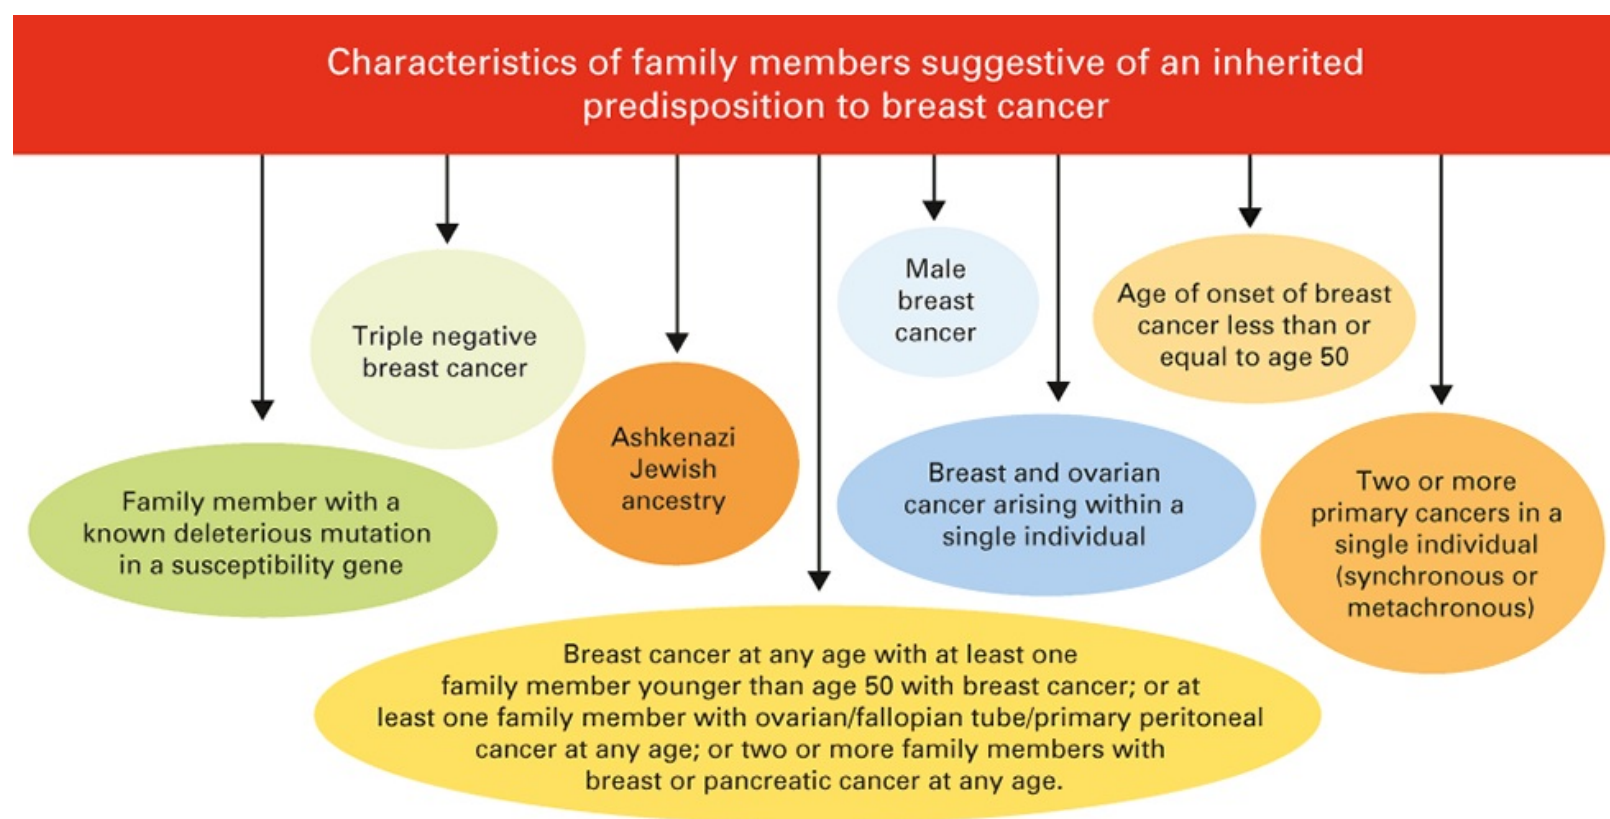 Characteristics of family members suggestive of an inherited
predisposition to breast cancer
Family member with a
known deleterious mutation
in a susceptibility gene
Triple negative
breast cancer
Ashkenazi
Jewish
ancestry
Breast cancer at any age with at least one
family member younger than age 50 with breast cancer; or at
least one family member with ovarian/fallopian tube/primary peritoneal
cancer at any age; or two or more family members with
breast or pancreatic cancer at any age.
Male
breast
cancer
Breast and ovarian
cancer arising within a
single individual
Age of onset of breast
cancer less than or
equal to age 50
Two or more
primary cancers in a
single individual
(synchronous or
metachronous)